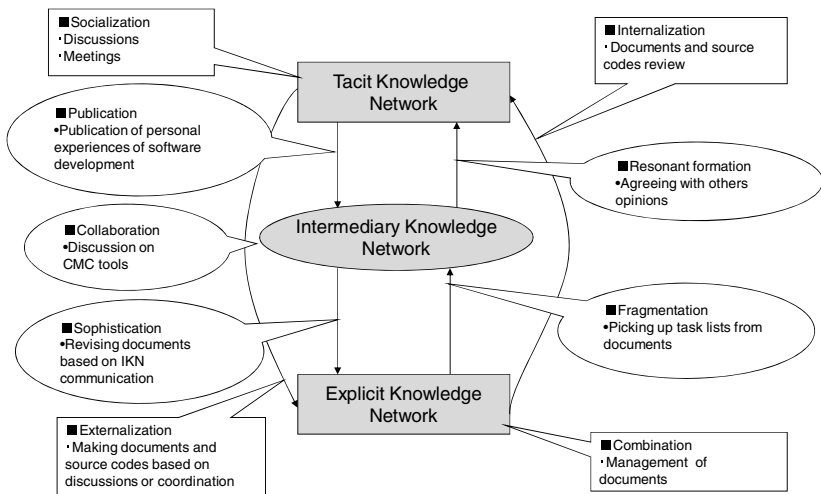 ■Socialization
・Discussions
・Meetings
■Internalization
・Documents and source
codes review
Tacit Knowledge
Network
■Publication
•Publication of personal
experiences of software
development
■Resonant formation
•Agreeing with others
opinions
■Collaboration
•Discussion on
CMC tools
Intermediary Knowledge
Network
■Sophistication
•Revising documents
based on IKN
communication
■Fragmentation
•Picking up task lists from
documents
Explicit Knowledge
Network
■Externalization
・Making documents and
source codes based on
discussions or coordination
■Combination
・Management of
documents